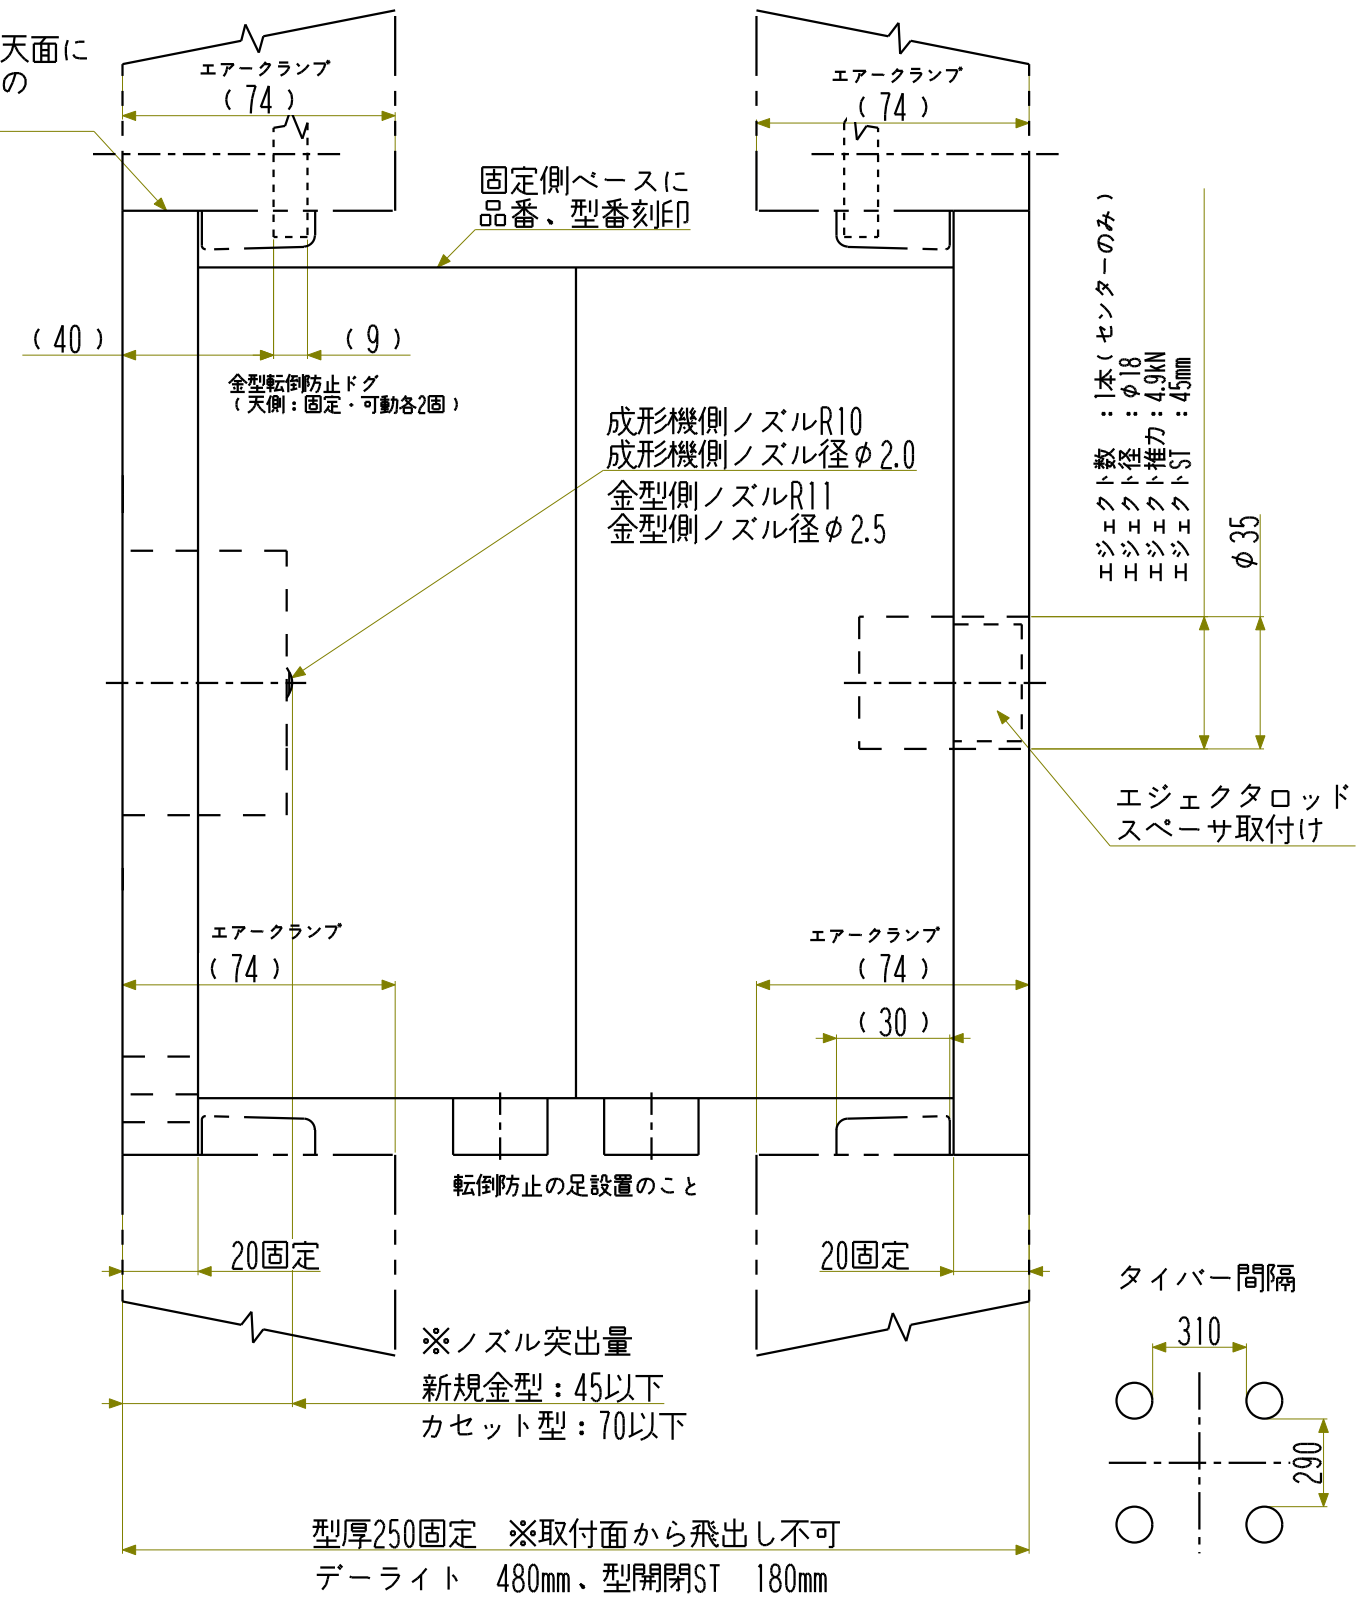 天面に
の
エアークランプ
( 74 )
エアークランプ
( 74 )
固定側ベースに
品番、型番刻印
( 40 )
( 9 )
金型転倒防止ドグ
( 天側:固定・可動各2固 )
成形機側ノズルR10
成形機側ノズル径φ2.0
金型側ノズルR11
金型側ノズル径φ2.5
エジェクト数 :1本(センターのみ)
エジェクト径 :φ18
エジェクト推力:4.9kN
エジェクトST :45mm
φ35
エジェクタロッド
スペーサ取付け
エアークランプ
( 74 )
エアークランプ
( 74 )
( 30 )
転倒防止の足設置のこと
20固定
20固定
タイバー間隔
310
290
※ノズル突出量
新規金型:45以下
カセット型:70以下
型厚250固定 ※取付面から飛出し不可
デーライト 480mm、型開閉ST 180mm